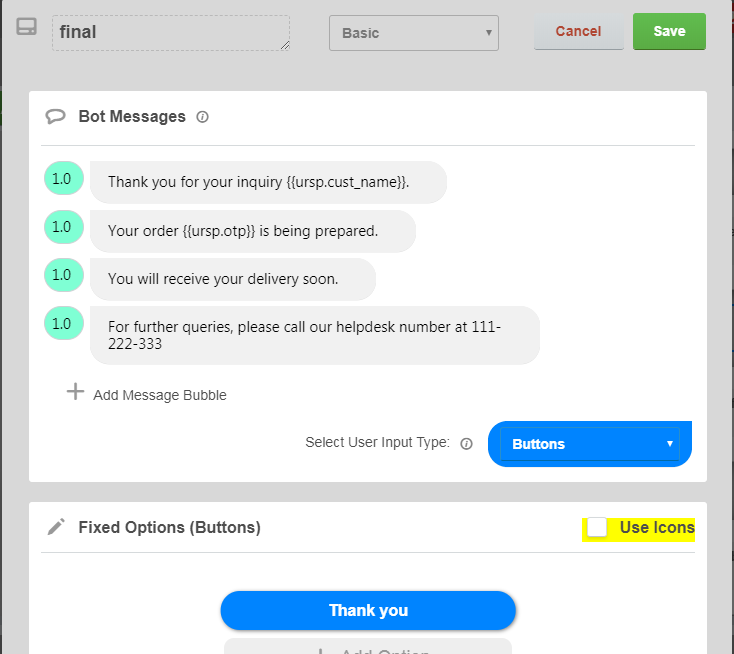 final
Basic
Cancel
Save
Bot Messages
1.0 Thank you for your inquiry {{ursp.cust_name}}.
1.0 Your order {{ursp.otp}} is being prepared.
1.0 You will receive your delivery soon.
1.0 For further queries, please call our helpdesk number at 111-
222-333
Add Message Bubble
Select User Input Type:
Buttons
Fixed Options (Buttons)
Use Icons
Thank you
Add Option